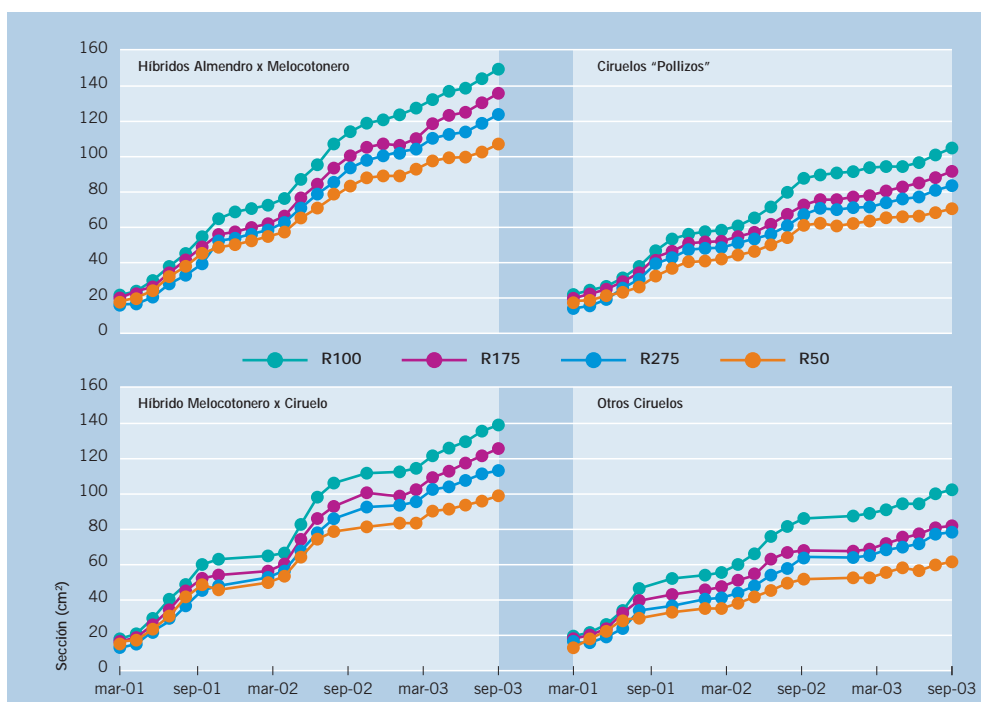 Híbridos Almendro x Melocotonero
Ciruelos "Pollizos"
160
140
120
100
80
60
40
20
0
R100 R175 R275 R50
Híbrido Melocotonero x Ciruelo
Otros Ciruelos
160
140
120
100
80
60
40
20
0
Sección (cm²)
mar-01 sep-01 mar-02 sep-02 mar-03 sep-03 mar-01 sep-01 mar-02 sep-02 mar-03 sep-03